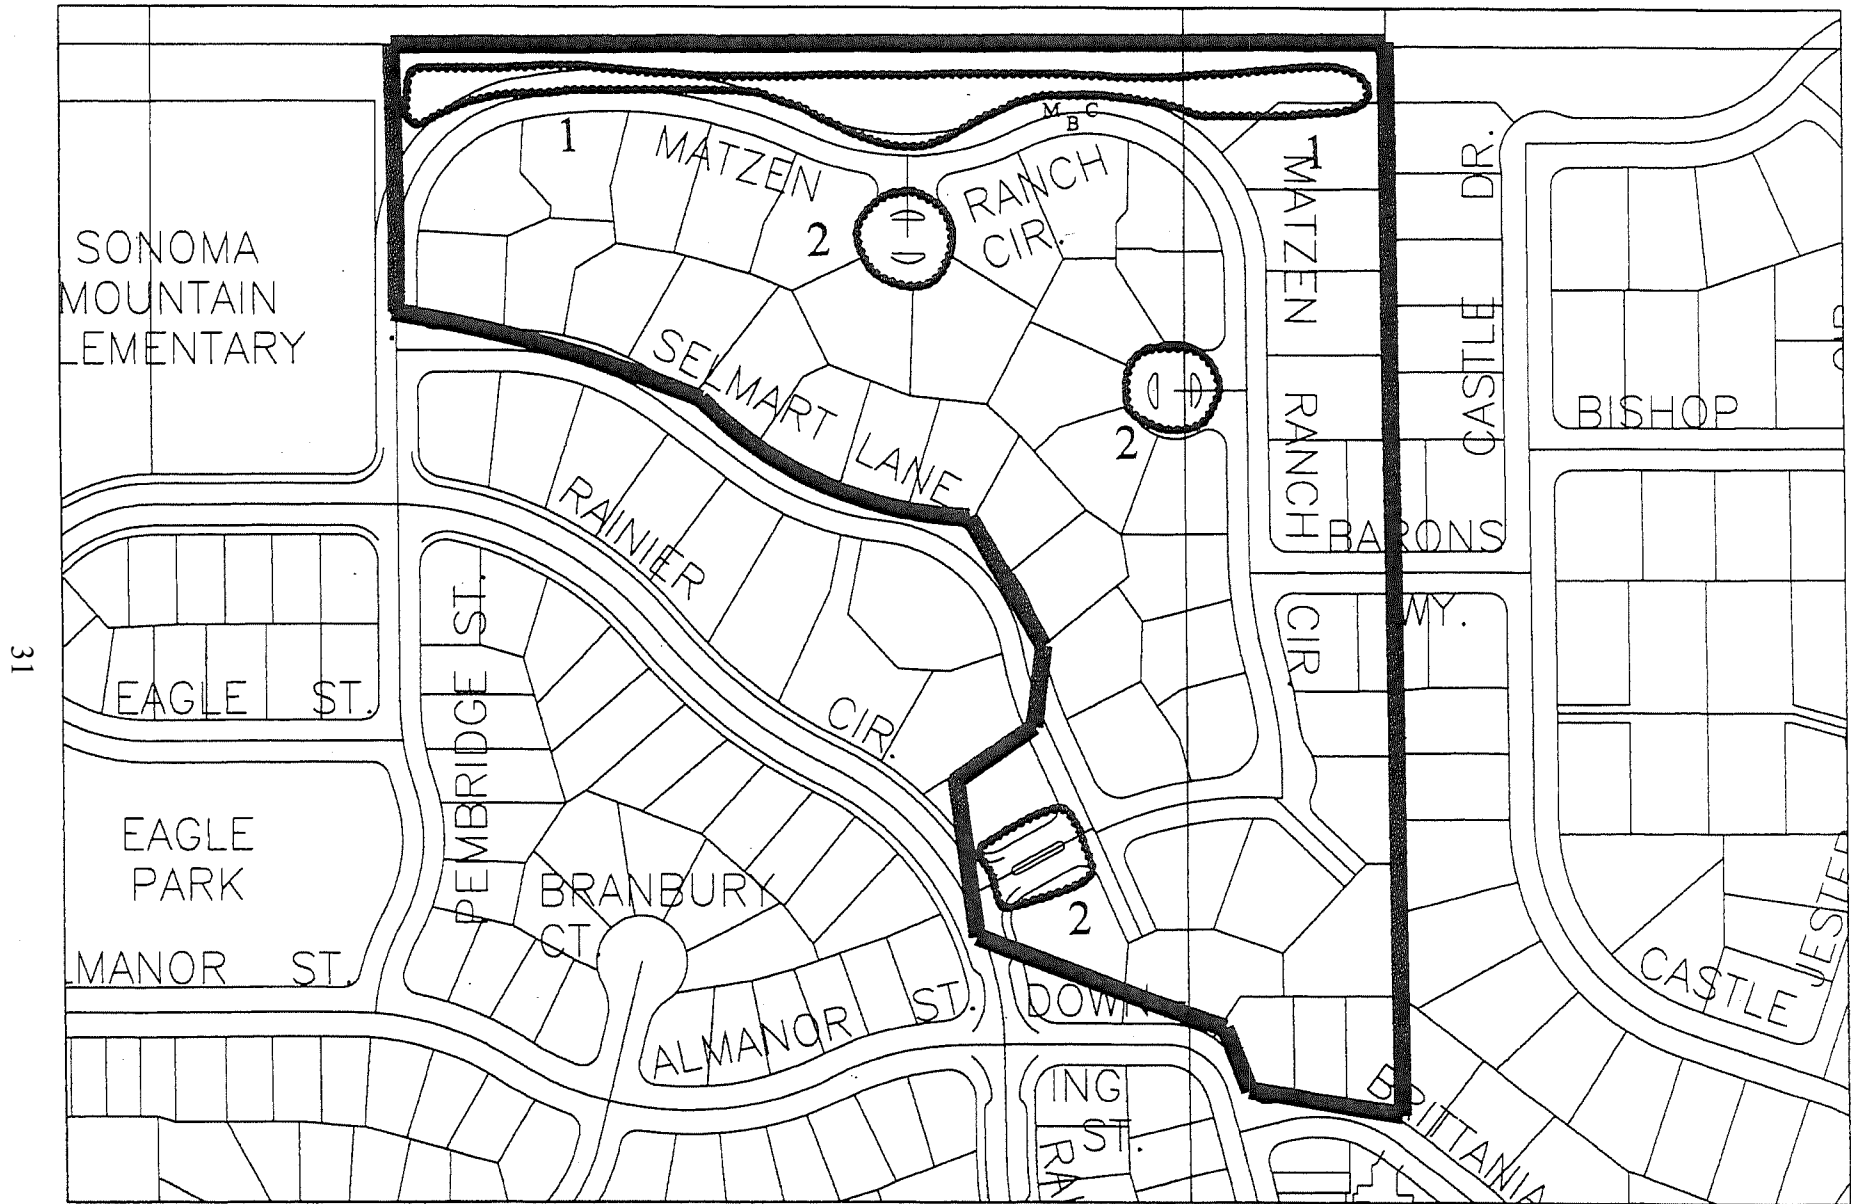 M B C
1
MATZEN
RANCH
CIR.
1
MATZEN
RANCH
CIR.
DR.
CASTLE
SONOMA
MOUNTAIN
LEMENTARY
2
2
SELMART
LANE
BISHOP
RAINIER
CIR.
BARONS
WY.
31
PEMBRIDGE
ST.
EAGLE ST.
EAGLE
PARK
BRANBURY
CT.
2
LMANOR ST.
ALMANOR
ST.
DOWN
ING
ST.
CASTLE
JESTER
BRITTANIA
RA